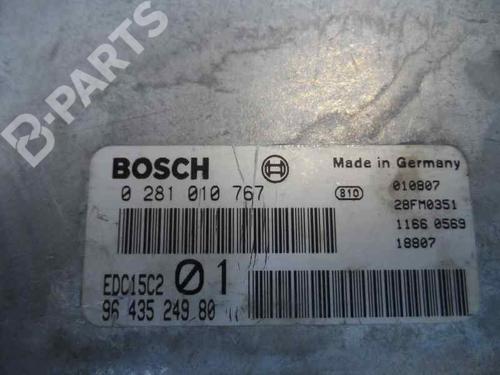 B-PARTS
BOSCH
Made in Germany
0 281 010 767
810
010807
28FM0351
1166 0569
18807
EDC15C2 01
96 435 249 80